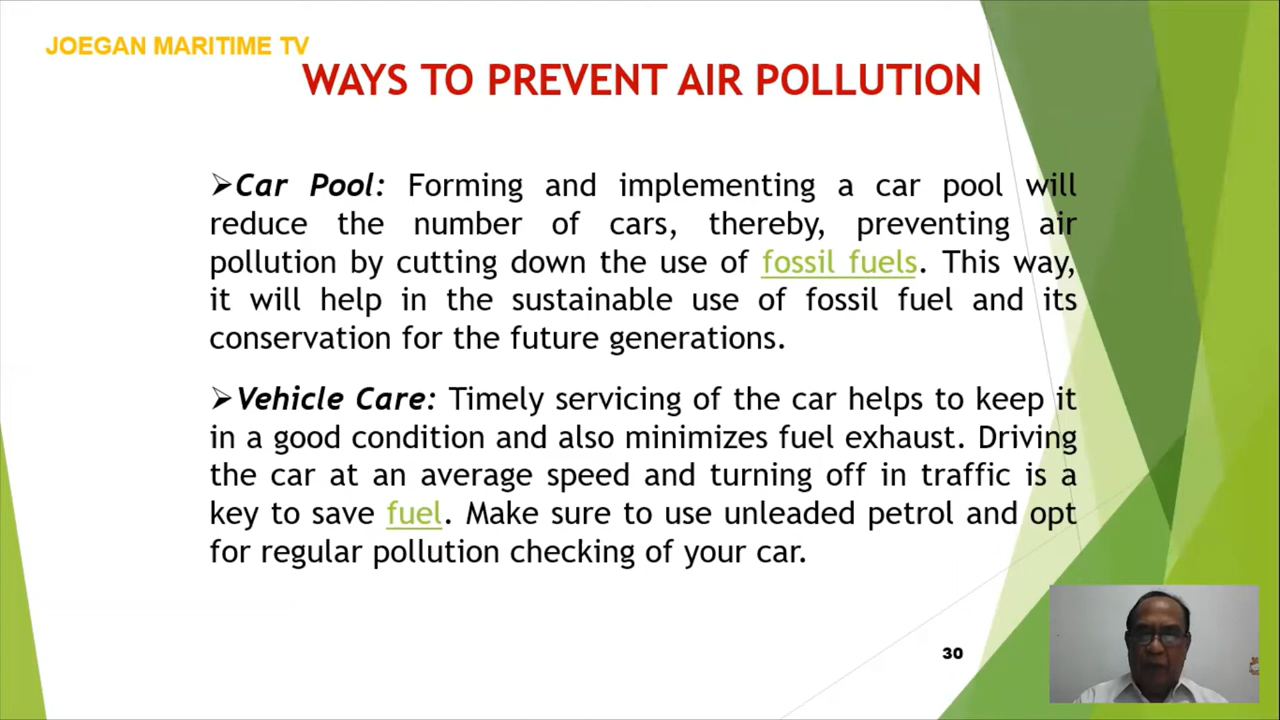 JOEGAN MARITIME TV
WAYS TO PREVENT AIR POLLUTION
➢Car Pool: Forming and implementing a car pool will
reduce the number of cars, thereby, preventing air
pollution by cutting down the use of fossil fuels. This way,
it will help in the sustainable use of fossil fuel and its
conservation for the future generations.
➢Vehicle Care: Timely servicing of the car helps to keep it
in a good condition and also minimizes fuel exhaust. Driving
the car at an average speed and turning off in traffic is a
key to save fuel. Make sure to use unleaded petrol and opt
for regular pollution checking of your car.
30